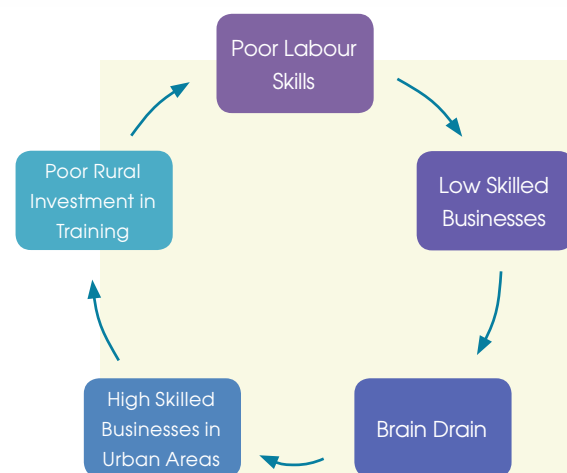 Poor Labour
Skills
Low Skilled
Businesses
Brain Drain
High Skilled
Businesses in
Urban Areas
Poor Rural
Investment in
Training